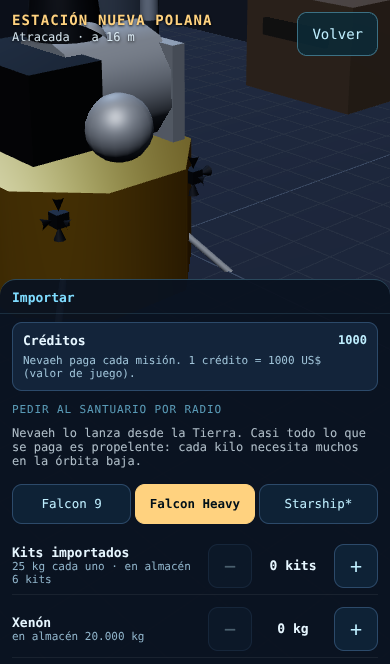 ESTACIÓN NUEVA POLANA
Atracada · a 16 m
Volver
Importar
Créditos
1000
Nevaeh paga cada misión. 1 crédito = 1000 US$
(valor de juego).
PEDIR AL SANTUARIO POR RADIO
Nevaeh lo lanza desde la Tierra. Casi todo lo que
se paga es propelente: cada kilo necesita muchos
en la órbita baja.
Falcon 9
Falcon Heavy
Starship*
Kits importados
25 kg cada uno · en almacén
6 kits
−
0 kits
+
Xenón
en almacén 20.000 kg
−
0 kg
+